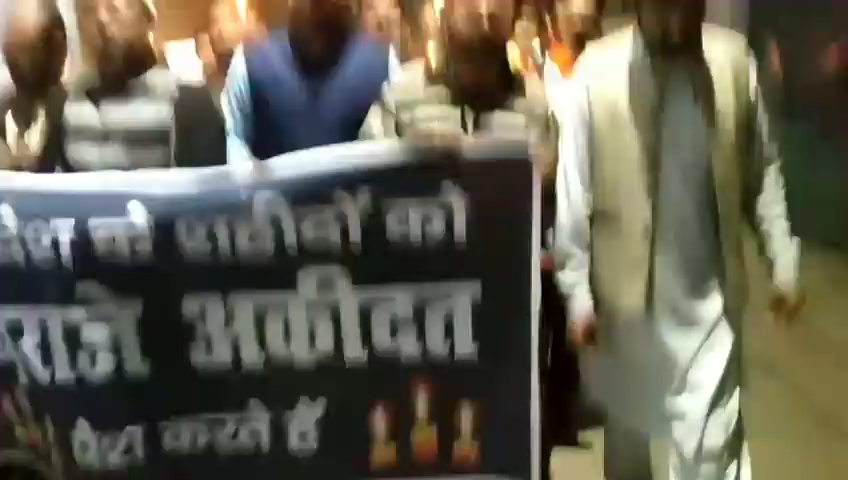 देश के शहीदों को
खिराजे अकीदत
पेश करते हैं